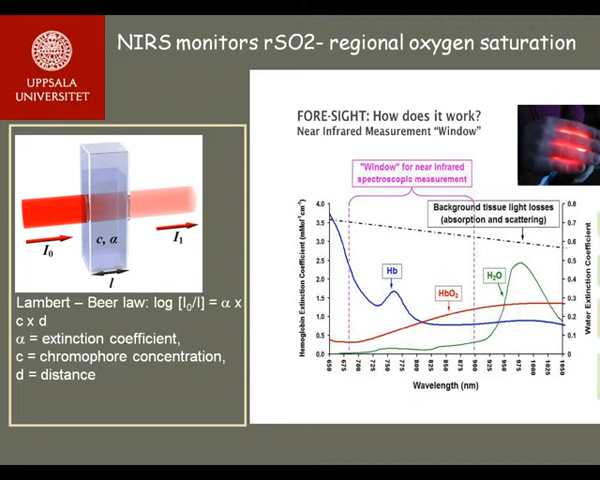 NIRS monitors rSO2- regional oxygen saturation
UPPSALA
UNIVERSITET
c, α
I₀
I₁
l
Lambert – Beer law: log [I₀/I] = α x
c x d
α = extinction coefficient,
c = chromophore concentration,
d = distance
FORE-SIGHT: How does it work?
Near Infrared Measurement “Window”
"Window" for near infrared
spectroscopic measurement
Background tissue light losses
(absorption and scattering)
Hb
HbO₂
H₂O
Hemoglobin Extinction Coefficient (mMol⁻¹cm⁻¹)
4.0
3.5
3.0
2.5
2.0
1.5
1.0
0.5
0.0
Water Extinction Coefficient
0.8
0.7
0.6
0.5
0.4
0.3
0.2
0.1
0
650 675 700 725 750 775 800 825 850 875 900 925 950 975 1000 1025 1050
Wavelength (nm)